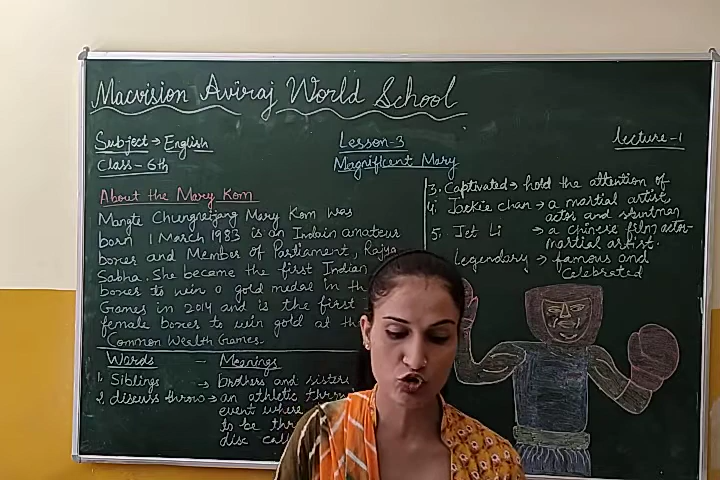 Macvision Aviraj World School
Subject → English
Lesson-3
Lecture-1
Class-6th
Magnificent Mary
About the Mary Kom
Mangte Chungneijang Mary Kom was
born 1 March 1983 is an Indain amateur
boxes and Member of Parliament, Rajya
Sabha. She became the first Indian
boxes to win a gold medal in the
Games in 2014 and is the first
female boxes to win gold at the
Common Wealth Games.
Words - Meanings
1. Siblings → brothers and sisters
2. discuss throw → an athletic
event where
to be
disc
3. Captivated → hold the attention of
4. Jackie chan → a martial artist,
actor and stuntman
5. Jet Li → a chinese film actor
martial artist.
Legendary → famous and
Celebrated